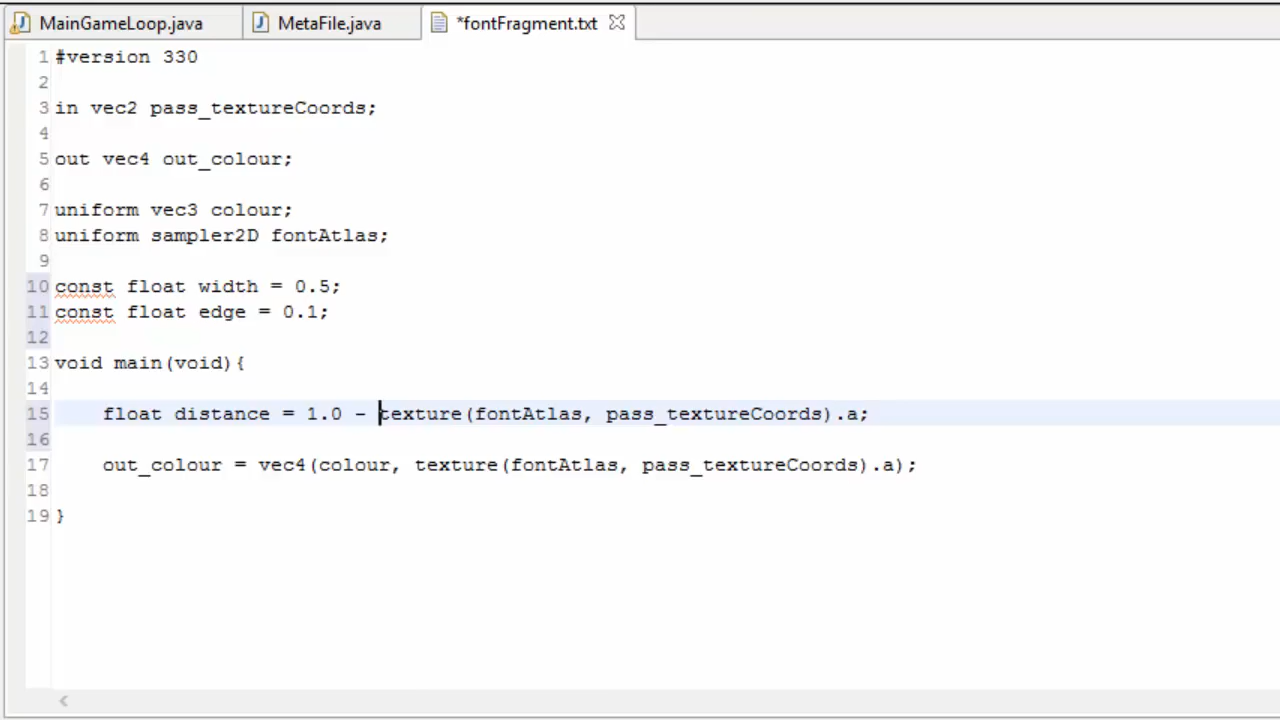 MainGameLoop.java MetaFile.java *fontFragment.txt
1 #version 330
2
3 in vec2 pass_textureCoords;
4
5 out vec4 out_colour;
6
7 uniform vec3 colour;
8 uniform sampler2D fontAtlas;
9
10 const float width = 0.5;
11 const float edge = 0.1;
12
13 void main(void){
14
15 float distance = 1.0 - texture(fontAtlas, pass_textureCoords).a;
16
17 out_colour = vec4(colour, texture(fontAtlas, pass_textureCoords).a);
18
19 }